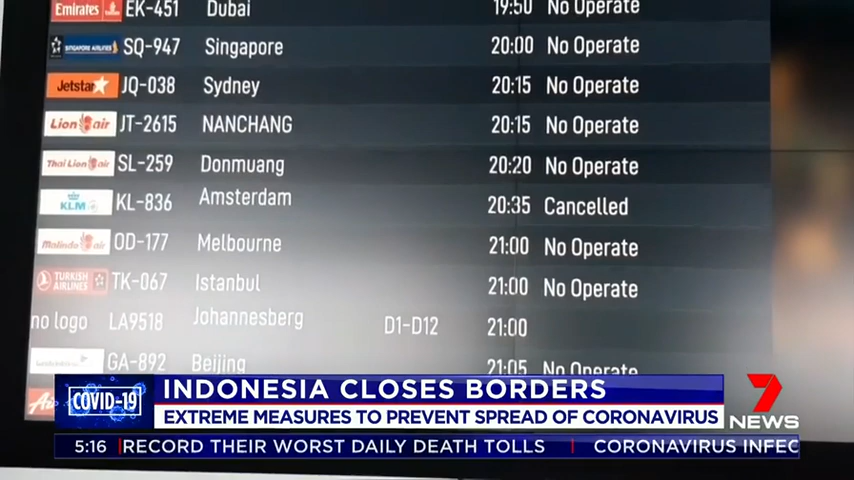 Emirates EK-451 Dubai 19:50 No Operate
SINGAPORE AIRLINES SQ-947 Singapore 20:00 No Operate
Jetstar JQ-038 Sydney 20:15 No Operate
Lion air JT-2615 NANCHANG 20:15 No Operate
Thai Lion air SL-259 Donmuang 20:20 No Operate
KLM KL-836 Amsterdam 20:35 Cancelled
Malindo air OD-177 Melbourne 21:00 No Operate
TURKISH AIRLINES TK-067 Istanbul 21:00 No Operate
no logo LA9518 Johannesberg D1-D12 21:00
GA-892 Beijing 21:05 No Operate
Air
COVID-19 INDONESIA CLOSES BORDERS
EXTREME MEASURES TO PREVENT SPREAD OF CORONAVIRUS
7 NEWS
5:16 RECORD THEIR WORST DAILY DEATH TOLLS | CORONAVIRUS INFEC